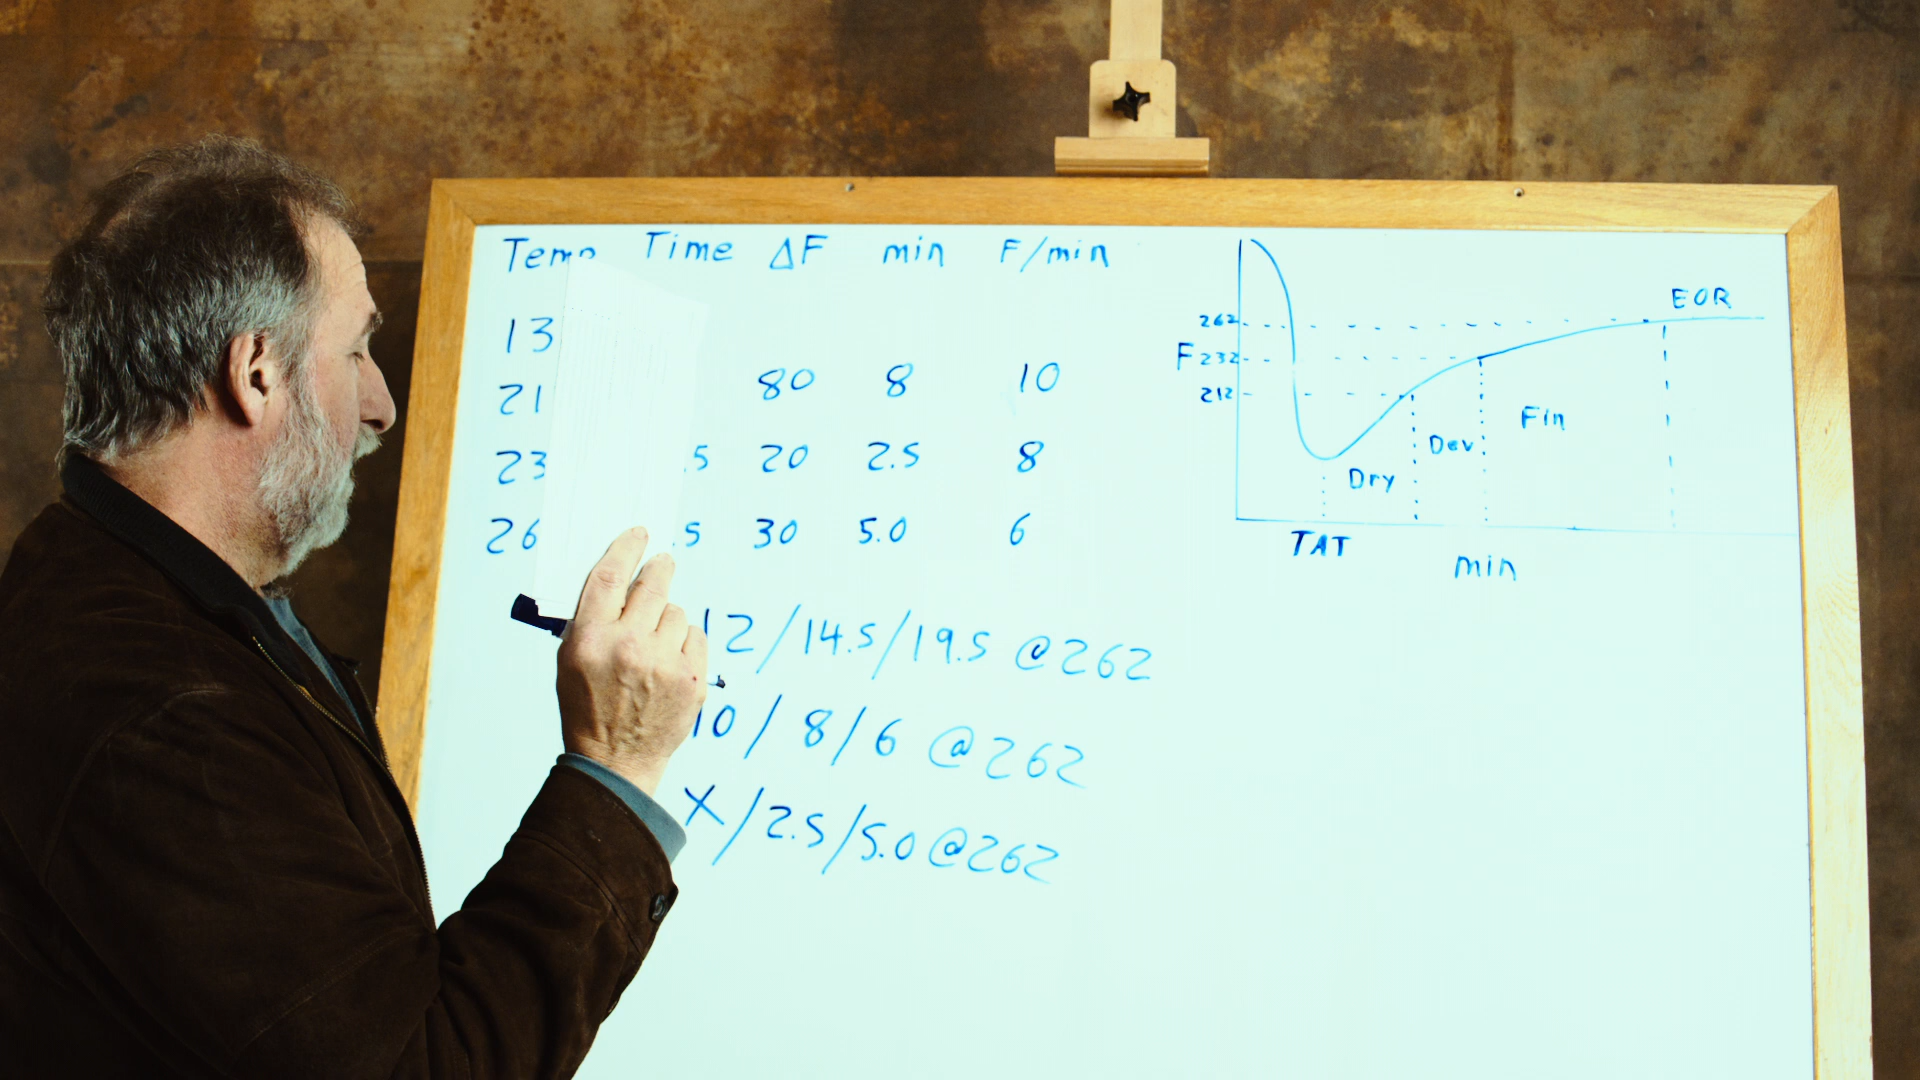 Temp Time ΔF min F/min
13
21 80 8 10
23 .5 20 2.5 8
26 .5 30 5.0 6
12/14.5/19.5 @262
10/8/6 @262
X/2.5/5.0 @262
EOR
262
F 232
212
Fin
Dev
Dry
TAT
min